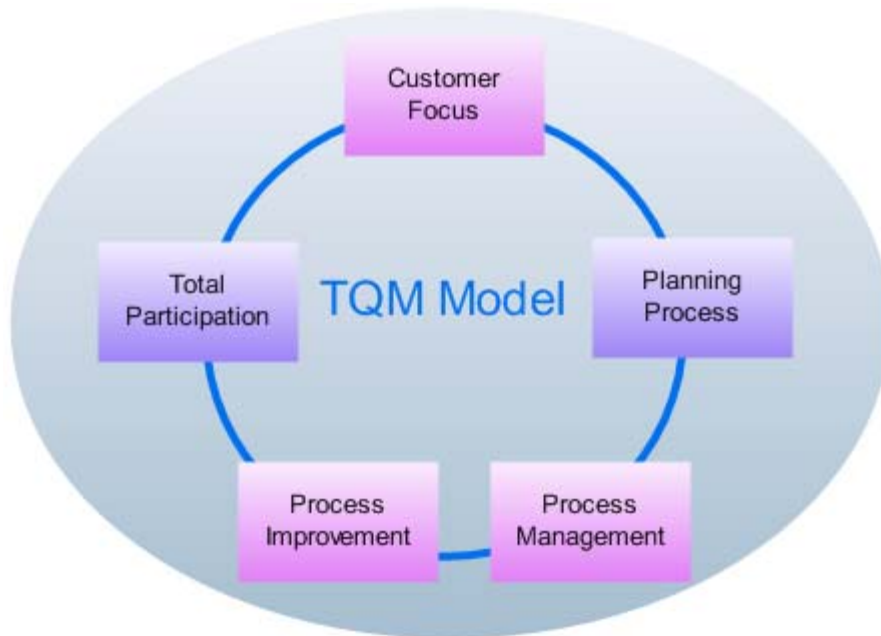 Customer
Focus
Total
Participation
TQM Model
Planning
Process
Process
Improvement
Process
Management